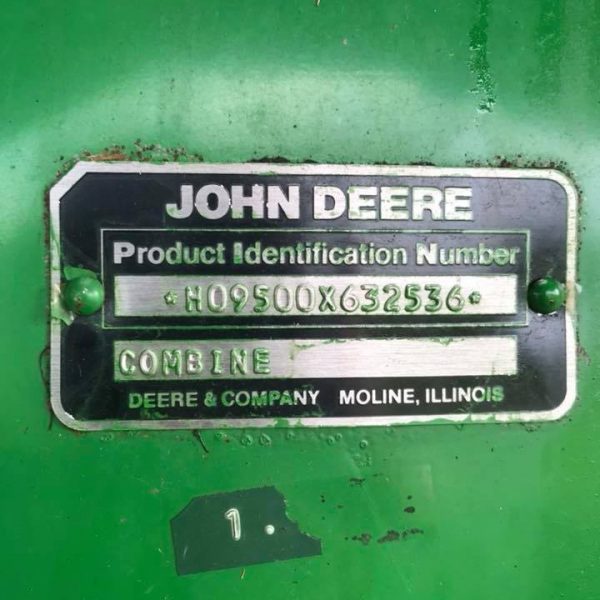 JOHN DEERE
Product Identification Number
*H09500X632536*
COMBINE
DEERE & COMPANY MOLINE, ILLINOIS
1.